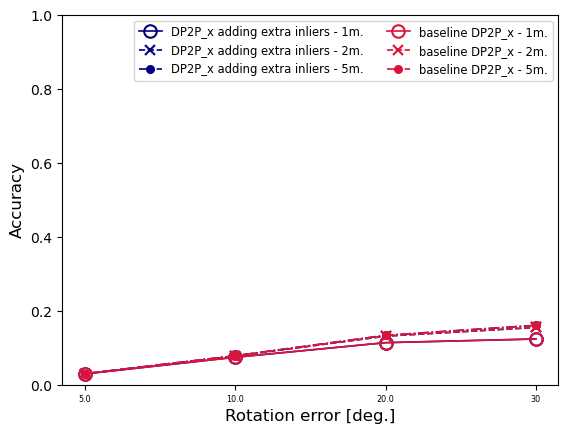 1.0
0.8
0.6
0.4
0.2
0.0
Accuracy
DP2P_x adding extra inliers - 1m.
DP2P_x adding extra inliers - 2m.
DP2P_x adding extra inliers - 5m.
baseline DP2P_x - 1m.
baseline DP2P_x - 2m.
baseline DP2P_x - 5m.
5.0 10.0 20.0 30
Rotation error [deg.]